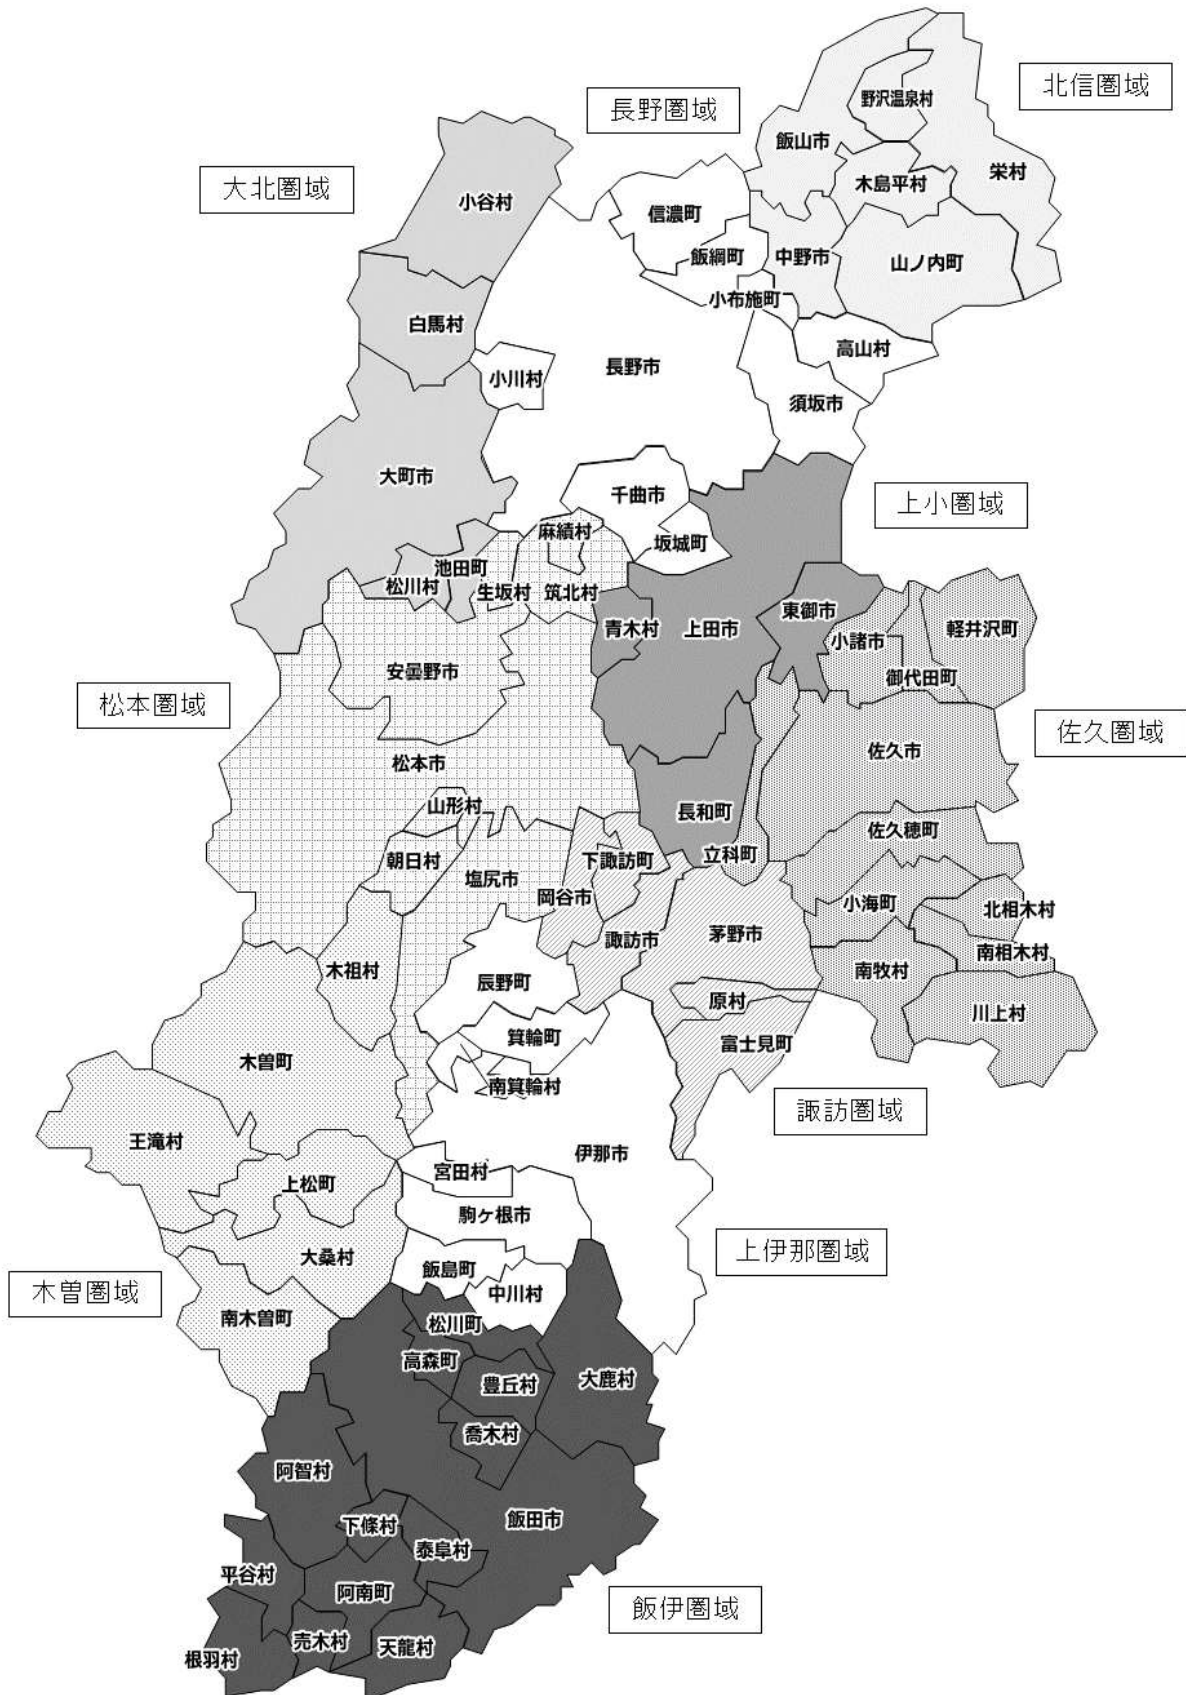 北信圏域
野沢温泉村
長野圏域
飯山市
栄村
木島平村
大北圏域
小谷村
信濃町
飯綱町
中野市
山ノ内町
小布施町
白馬村
高山村
長野市
小川村
須坂市
大町市
千曲市
上小圏域
麻績村
坂城町
池田町
松川村
生坂村
筑北村
青木村
上田市
東御市
小諸市
軽井沢町
安曇野市
御代田町
松本圏域
佐久圏域
佐久市
松本市
山形村
長和町
佐久穂町
朝日村
下諏訪町
立科町
塩尻市
岡谷市
小海町
北相木村
諏訪市
茅野市
南相木村
木祖村
南牧村
辰野町
原村
川上村
箕輪町
富士見町
木曽町
南箕輪村
諏訪圏域
王滝村
伊那市
宮田村
上松町
駒ヶ根市
上伊那圏域
大桑村
飯島町
木曽圏域
中川村
南木曽町
松川町
高森町
豊丘村
大鹿村
喬木村
阿智村
下條村
飯田市
泰阜村
平谷村
阿南町
飯伊圏域
売木村
天龍村
根羽村